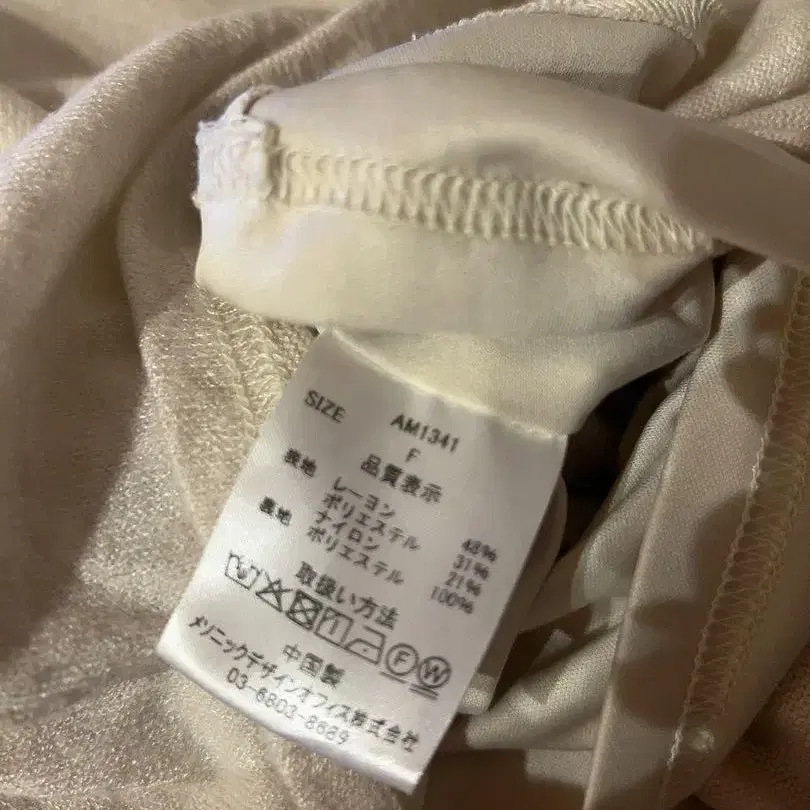 AM1341
SIZE F
品質表示
表地 レーヨン 48%
ポリエステル 31%
ナイロン 21%
裏地 ポリエステル 100%
取扱い方法
F W
中国製
メソニックデザインオフィス株式会社
03-6803-8689